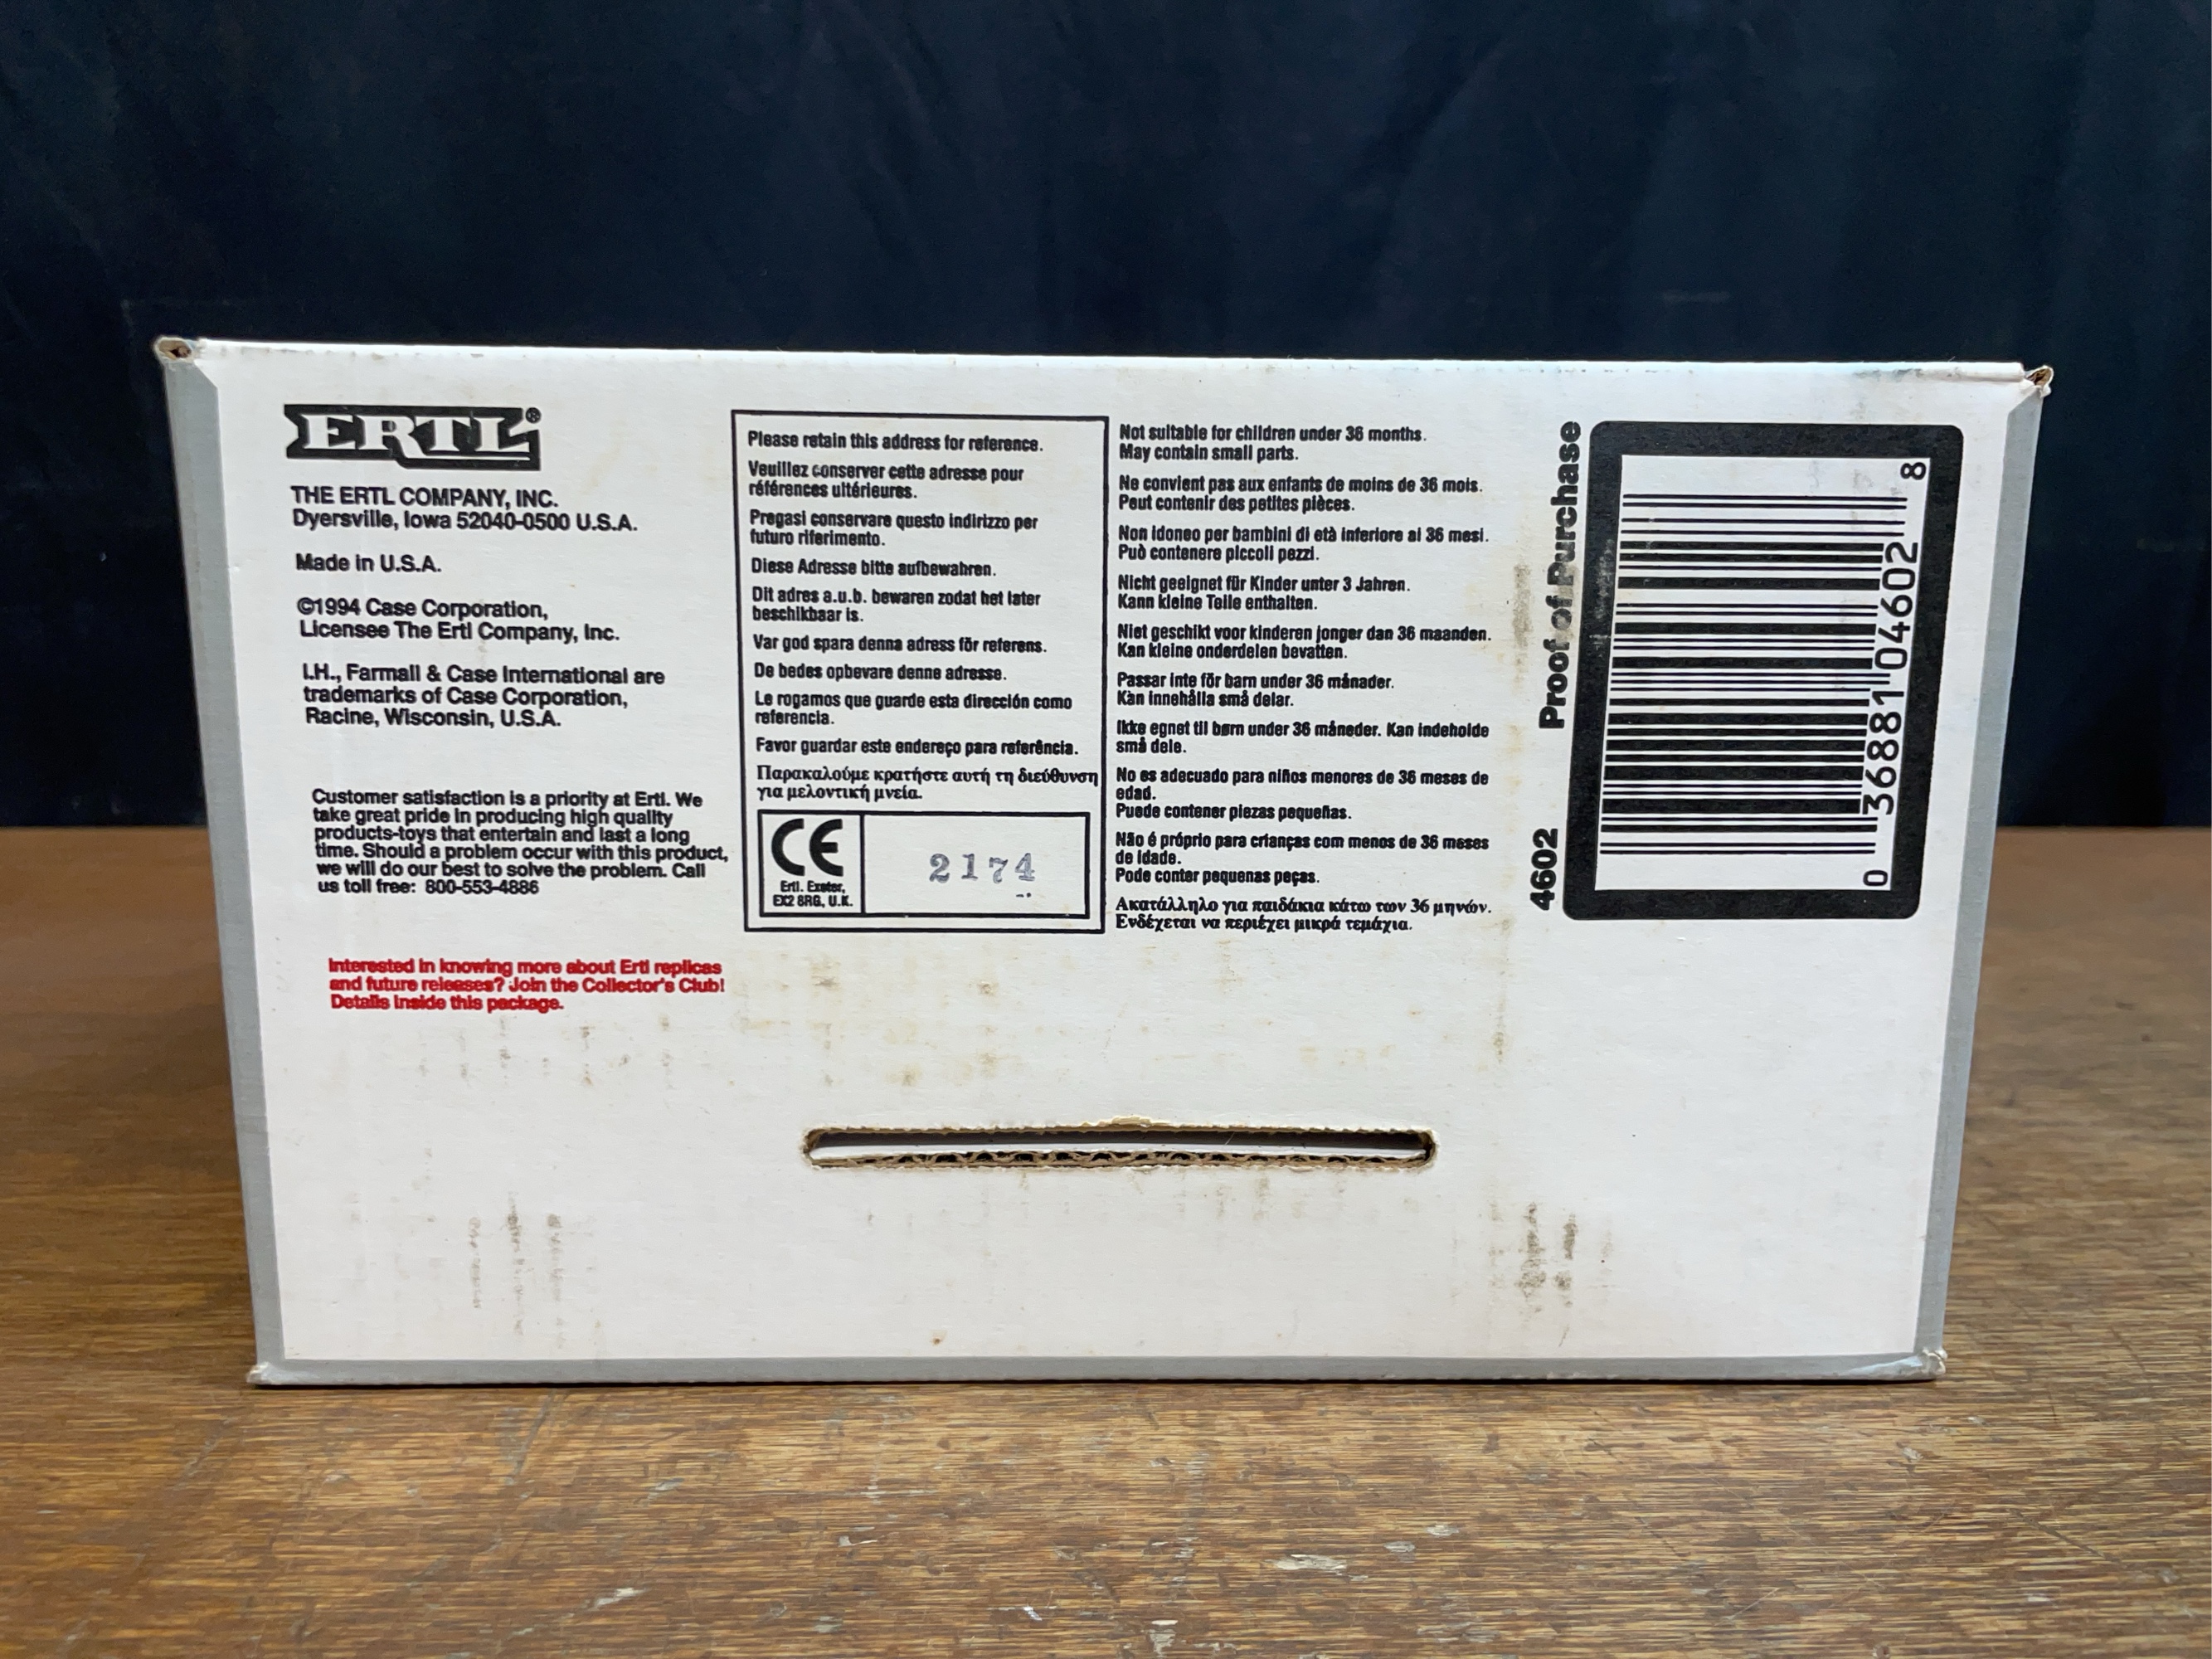 ERTL®
THE ERTL COMPANY, INC.
Dyersville, Iowa 52040-0500 U.S.A.
Made in U.S.A.
©1994 Case Corporation,
Licensee The Ertl Company, Inc.
I.H., Farmall & Case International are
trademarks of Case Corporation,
Racine, Wisconsin, U.S.A.
Customer satisfaction is a priority at Ertl. We
take great pride in producing high quality
products-toys that entertain and last a long
time. Should a problem occur with this product,
we will do our best to solve the problem. Call
us toll free: 800-553-4886
Interested in knowing more about Ertl replicas
and future releases? Join the Collector's Club!
Details inside this package.
Please retain this address for reference.
Veuillez conserver cette adresse pour
références ultérieures.
Pregasi conservare questo indirizzo per
futuro riferimento.
Diese Adresse bitte aufbewahren.
Dit adres a.u.b. bewaren zodat het later
beschikbaar is.
Var god spara denna adress för referens.
De bedes opbevare denne adresse.
Le rogamos que guarde esta dirección como
referencia.
Favor guardar este endereço para referência.
Παρακαλούμε κρατήστε αυτή τη διεύθυνση
για μελοντική μνεία.
CE
Ertl. Exeter,
EX2 8RG, U.K.
2174
Not suitable for children under 36 months.
May contain small parts.
Ne convient pas aux enfants de moins de 36 mois.
Peut contenir des petites pièces.
Non idoneo per bambini di età inferiore ai 36 mesi.
Può contenere piccoli pezzi.
Nicht geeignet für Kinder unter 3 Jahren.
Kann kleine Teile enthalten.
Niet geschikt voor kinderen jonger dan 36 maanden.
Kan kleine onderdelen bevatten.
Passar inte för barn under 36 månader.
Kan innehålla små delar.
Ikke egnet til børn under 36 måneder. Kan indeholde
små dele.
No es adecuado para niños menores de 36 meses de
edad.
Puede contener piezas pequeñas.
Não é próprio para crianças com menos de 36 meses
de idade.
Pode conter pequenas peças.
Ακατάλληλο για παιδάκια κάτω των 36 μηνών.
Ενδέχεται να περιέχει μικρά τεμάχια.
4602 Proof of Purchase
0 36881 04602 8